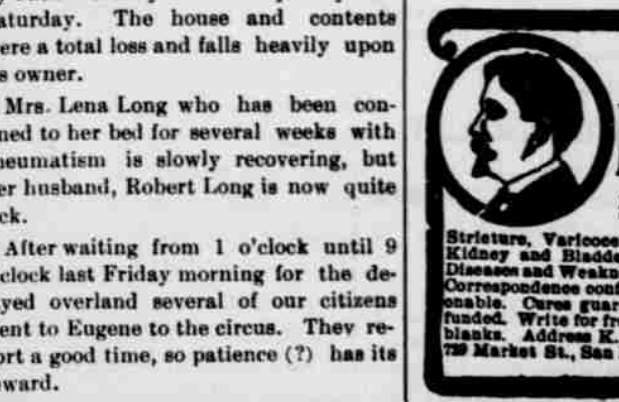 aturday. The house and contents
ere a total loss and falls heavily upon
s owner.
Mrs. Lena Long who has been con-
ned to her bed for several weeks with
neumatism is slowly recovering, but
er husband, Robert Long is now quite
ck.
After waiting from 1 o'clock until 9
clock last Friday morning for the de-
yed overland several of our citizens
ent to Eugene to the circus. They re-
ort a good time, so patience (?) has its
ward.
Stricture, Varicoce
Kidney and Bladde
Diseases and Weakn
Correspondence conf
onable. Cures guar
funded. Write for fr
blanks. Address K.
729 Market St., San